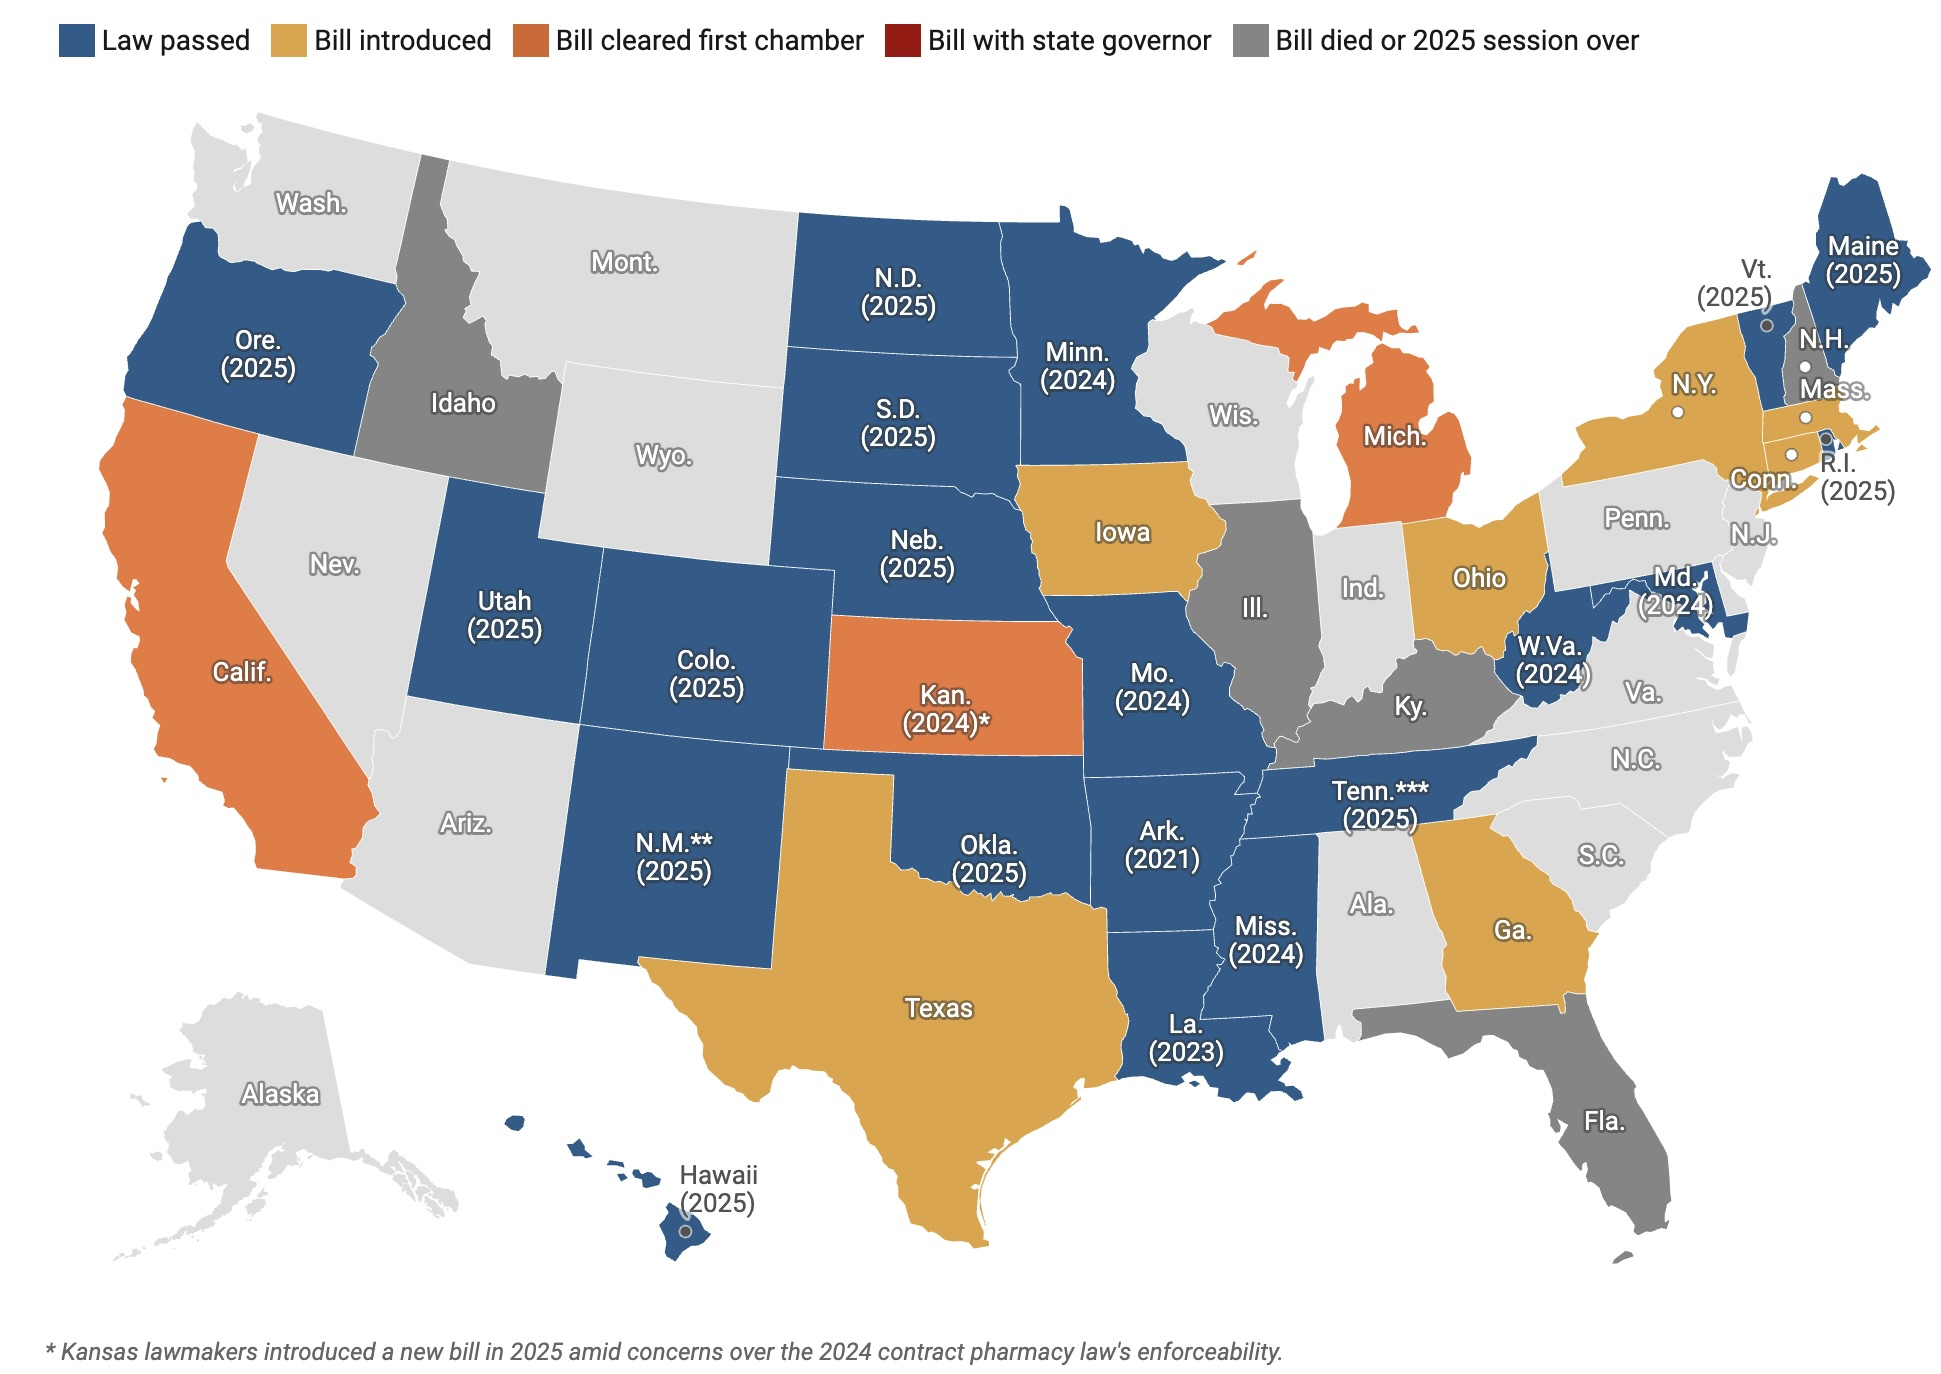 Law passed
Bill introduced
Bill cleared first chamber
Bill with state governor
Bill died or 2025 session over
Wash.
Mont.
N.D.
(2025)
Minn.
(2024)
Maine
(2025)
Vt.
(2025)
N.H.
Ore.
(2025)
Idaho
S.D.
(2025)
Wis.
Mich.
N.Y.
Mass.
Wyo.
R.I.
(2025)
Conn.
Penn.
N.J.
Iowa
Neb.
(2025)
Nev.
Utah
(2025)
Ill.
Ind.
Ohio
Md.
(2024)
Calif.
Colo.
(2025)
Kan.
(2024)*
Mo.
(2024)
Ky.
W.Va.
(2024)
Va.
N.C.
Ariz.
N.M.**
(2025)
Okla.
(2025)
Ark.
(2021)
Tenn.***
(2025)
S.C.
Miss.
(2024)
Ala.
Ga.
Texas
La.
(2023)
Alaska
Hawaii
(2025)
Fla.
* Kansas lawmakers introduced a new bill in 2025 amid concerns over the 2024 contract pharmacy law's enforceability.